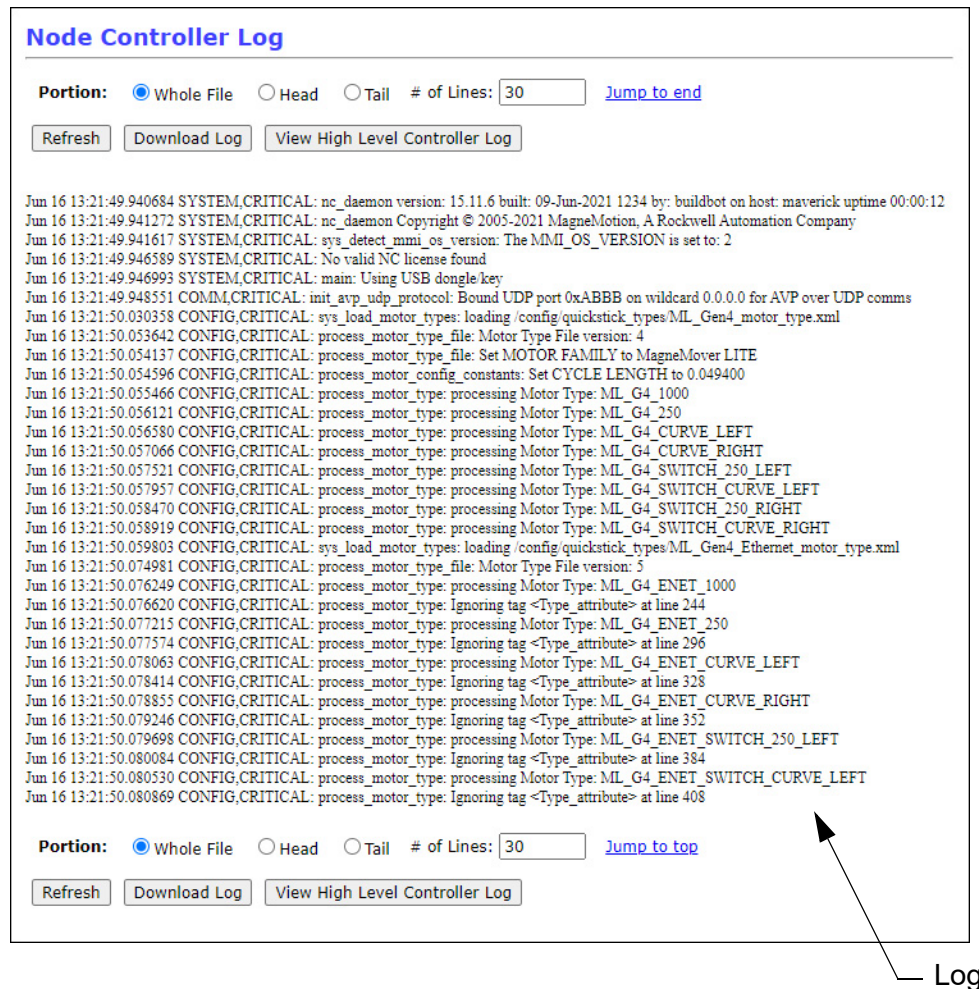 Node Controller Log
Portion: Whole File Head Tail # of Lines: 30 Jump to end
Refresh Download Log View High Level Controller Log
Jun 16 13:21:49.940684 SYSTEM,CRITICAL: nc_daemon version: 15.11.6 built: 09-Jun-2021 1234 by: buildbot on host: maverick uptime 00:00:12
Jun 16 13:21:49.941272 SYSTEM,CRITICAL: nc_daemon Copyright © 2005-2021 MagneMotion, A Rockwell Automation Company
Jun 16 13:21:49.941617 SYSTEM,CRITICAL: sys_detect_mmi_os_version: The MMI_OS_VERSION is set to: 2
Jun 16 13:21:49.946589 SYSTEM,CRITICAL: No valid NC license found
Jun 16 13:21:49.946993 SYSTEM,CRITICAL: main: Using USB dongle/key
Jun 16 13:21:49.948551 COMM,CRITICAL: init_avp_udp_protocol: Bound UDP port 0xABBB on wildcard 0.0.0.0 for AVP over UDP comms
Jun 16 13:21:50.030358 CONFIG,CRITICAL: sys_load_motor_types: loading /config/quickstick_types/ML_Gen4_motor_type.xml
Jun 16 13:21:50.053642 CONFIG,CRITICAL: process_motor_type_file: Motor Type File version: 4
Jun 16 13:21:50.054137 CONFIG,CRITICAL: process_motor_type_file: Set MOTOR FAMILY to MagneMover LITE
Jun 16 13:21:50.054596 CONFIG,CRITICAL: process_motor_config_constants: Set CYCLE LENGTH to 0.049400
Jun 16 13:21:50.055466 CONFIG,CRITICAL: process_motor_type: processing Motor Type: ML_G4_1000
Jun 16 13:21:50.056121 CONFIG,CRITICAL: process_motor_type: processing Motor Type: ML_G4_250
Jun 16 13:21:50.056580 CONFIG,CRITICAL: process_motor_type: processing Motor Type: ML_G4_CURVE_LEFT
Jun 16 13:21:50.057066 CONFIG,CRITICAL: process_motor_type: processing Motor Type: ML_G4_CURVE_RIGHT
Jun 16 13:21:50.057521 CONFIG,CRITICAL: process_motor_type: processing Motor Type: ML_G4_SWITCH_250_LEFT
Jun 16 13:21:50.057957 CONFIG,CRITICAL: process_motor_type: processing Motor Type: ML_G4_SWITCH_CURVE_LEFT
Jun 16 13:21:50.058470 CONFIG,CRITICAL: process_motor_type: processing Motor Type: ML_G4_SWITCH_250_RIGHT
Jun 16 13:21:50.058919 CONFIG,CRITICAL: process_motor_type: processing Motor Type: ML_G4_SWITCH_CURVE_RIGHT
Jun 16 13:21:50.059803 CONFIG,CRITICAL: sys_load_motor_types: loading /config/quickstick_types/ML_Gen4_Ethernet_motor_type.xml
Jun 16 13:21:50.074981 CONFIG,CRITICAL: process_motor_type_file: Motor Type File version: 5
Jun 16 13:21:50.076249 CONFIG,CRITICAL: process_motor_type: processing Motor Type: ML_G4_ENET_1000
Jun 16 13:21:50.076620 CONFIG,CRITICAL: process_motor_type: Ignoring tag <Type_attribute> at line 244
Jun 16 13:21:50.077215 CONFIG,CRITICAL: process_motor_type: processing Motor Type: ML_G4_ENET_250
Jun 16 13:21:50.077574 CONFIG,CRITICAL: process_motor_type: Ignoring tag <Type_attribute> at line 296
Jun 16 13:21:50.078063 CONFIG,CRITICAL: process_motor_type: processing Motor Type: ML_G4_ENET_CURVE_LEFT
Jun 16 13:21:50.078414 CONFIG,CRITICAL: process_motor_type: Ignoring tag <Type_attribute> at line 328
Jun 16 13:21:50.078855 CONFIG,CRITICAL: process_motor_type: processing Motor Type: ML_G4_ENET_CURVE_RIGHT
Jun 16 13:21:50.079246 CONFIG,CRITICAL: process_motor_type: Ignoring tag <Type_attribute> at line 352
Jun 16 13:21:50.079698 CONFIG,CRITICAL: process_motor_type: processing Motor Type: ML_G4_ENET_SWITCH_250_LEFT
Jun 16 13:21:50.080084 CONFIG,CRITICAL: process_motor_type: Ignoring tag <Type_attribute> at line 384
Jun 16 13:21:50.080530 CONFIG,CRITICAL: process_motor_type: processing Motor Type: ML_G4_ENET_SWITCH_CURVE_LEFT
Jun 16 13:21:50.080869 CONFIG,CRITICAL: process_motor_type: Ignoring tag <Type_attribute> at line 408
Portion: Whole File Head Tail # of Lines: 30 Jump to top
Refresh Download Log View High Level Controller Log
Log